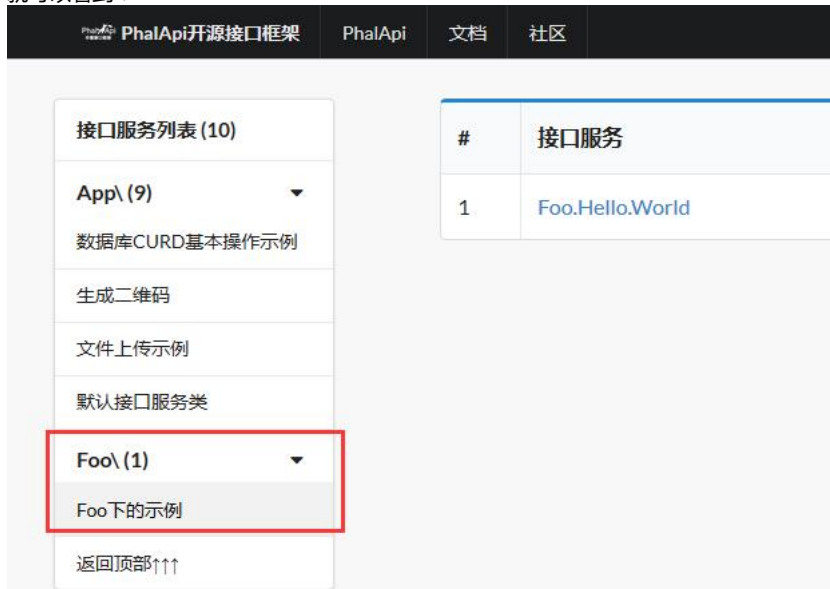 PhalApi开源接口框架 PhalApi 文档 社区
接口服务列表 (10)
# 接口服务
App\ (9)
1 Foo.Hello.World
数据库CURD基本操作示例
生成二维码
文件上传示例
默认接口服务类
Foo\ (1)
Foo下的示例
返回顶部↑↑↑